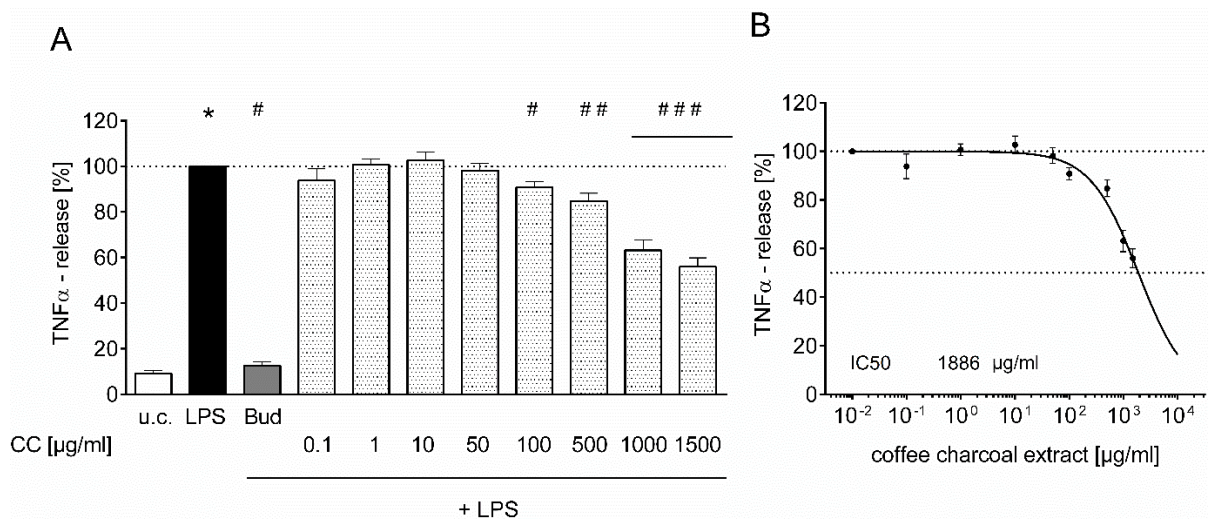 A
* # # # # # # #
TNFα - release [%]
120
100
80
60
40
20
0
u.c. LPS Bud
CC [µg/ml] 0.1 1 10 50 100 500 1000 1500
+ LPS
B
TNFα - release [%]
120
100
80
60
40
20
0
IC50 1886 µg/ml
10⁻² 10⁻¹ 10⁰ 10¹ 10² 10³ 10⁴
coffee charcoal extract [µg/ml]